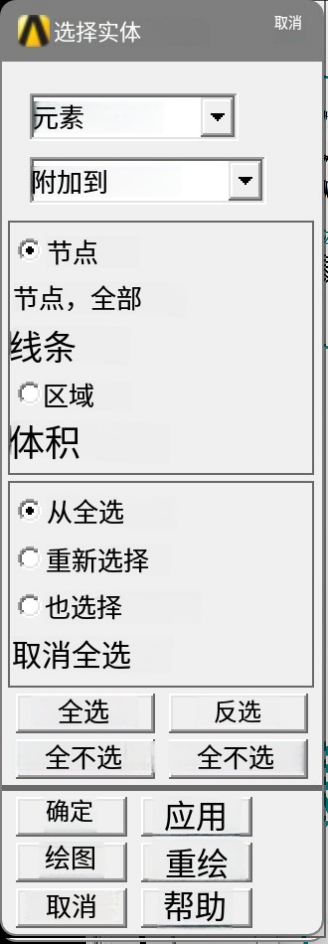 选择实体
取消
元素
附加到
节点
节点，全部
线条
区域
体积
从全选
重新选择
也选择
取消全选
全选 反选
全不选 全不选
确定 应用
绘图 重绘
取消 帮助